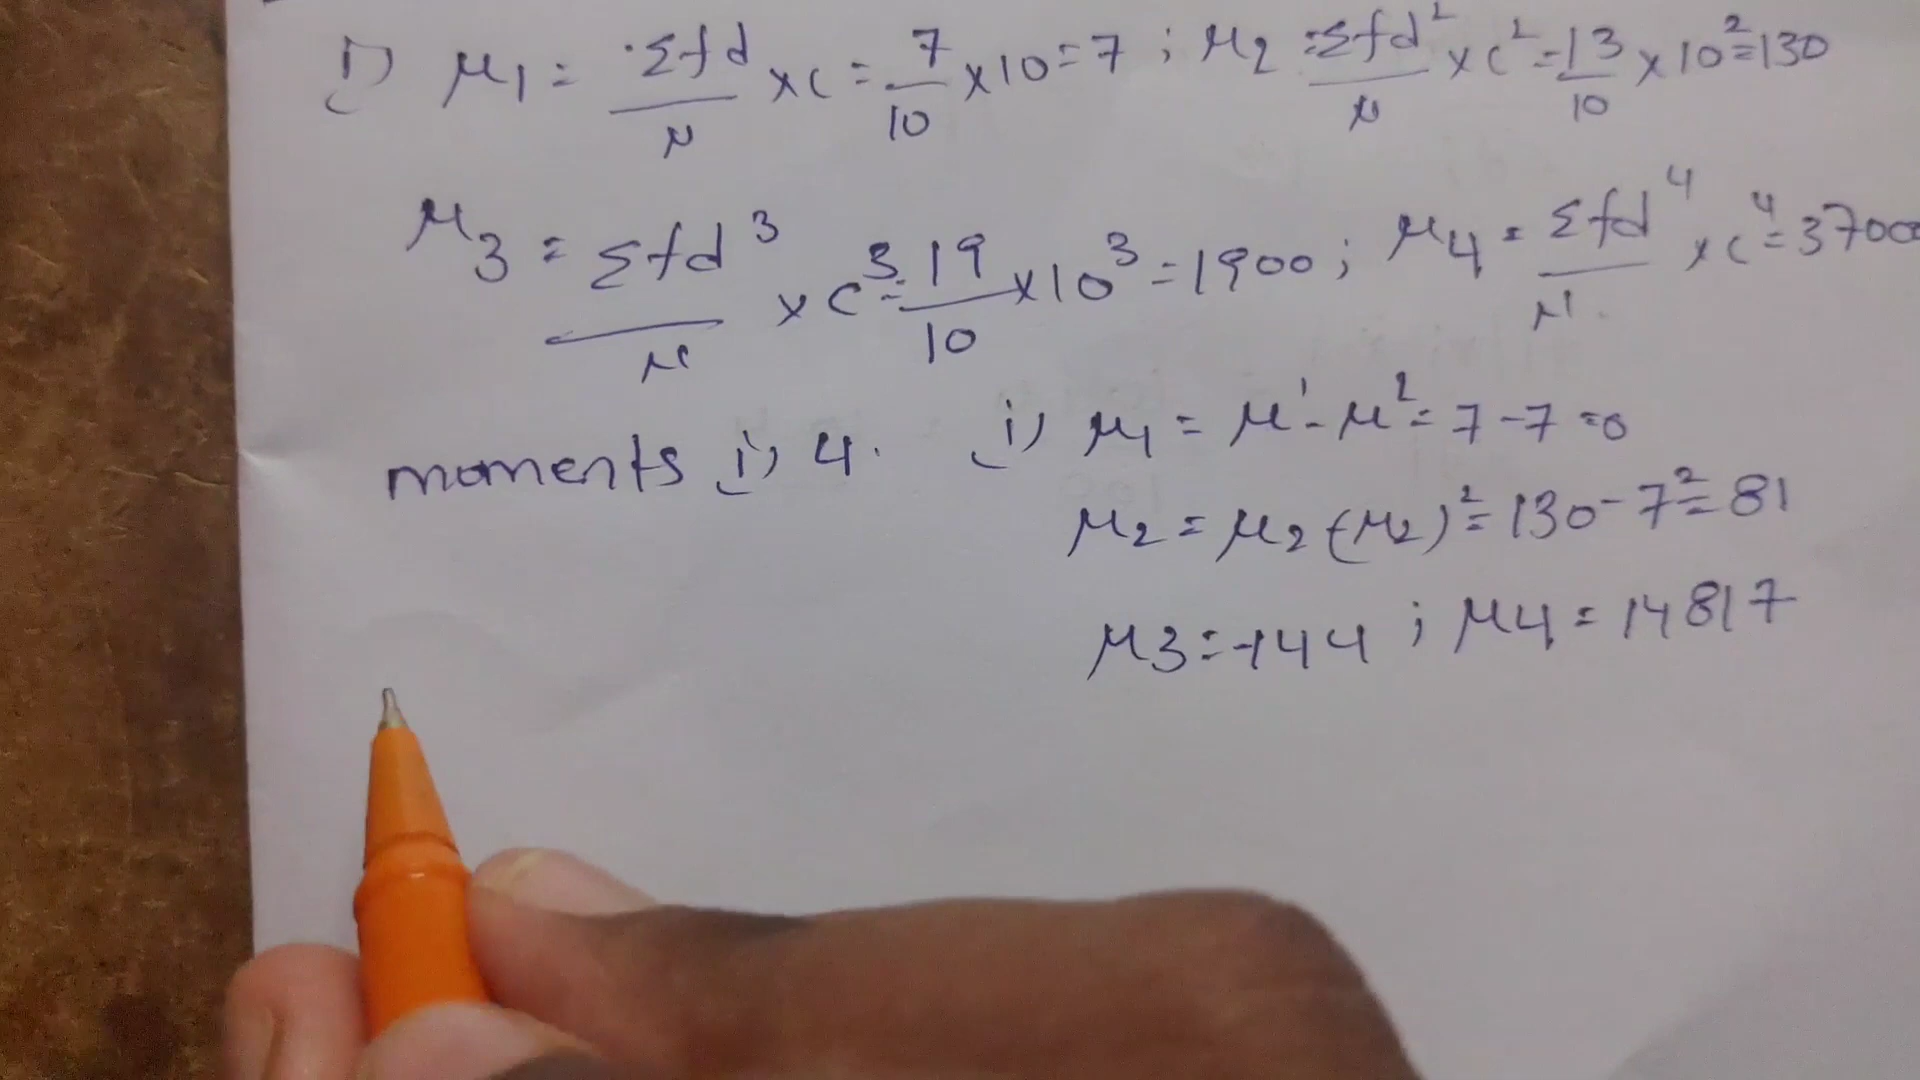 i) μ1 = Σfd/N ×c = 7/10 ×10 = 7 ; μ2 = Σfd²/N ×c² = 13/10 ×10² = 130
μ3 = Σfd³/N ×c³ = 19/10 ×10³ = 1900 ; μ4 = Σfd⁴/N ×c⁴ = 3700
moments i) 4. i) μ1 = μ' - μ² = 7 - 7 = 0
μ2 = μ2 (-μ2)² = 130 - 7² = 81
μ3 = -144 ; μ4 = 14817